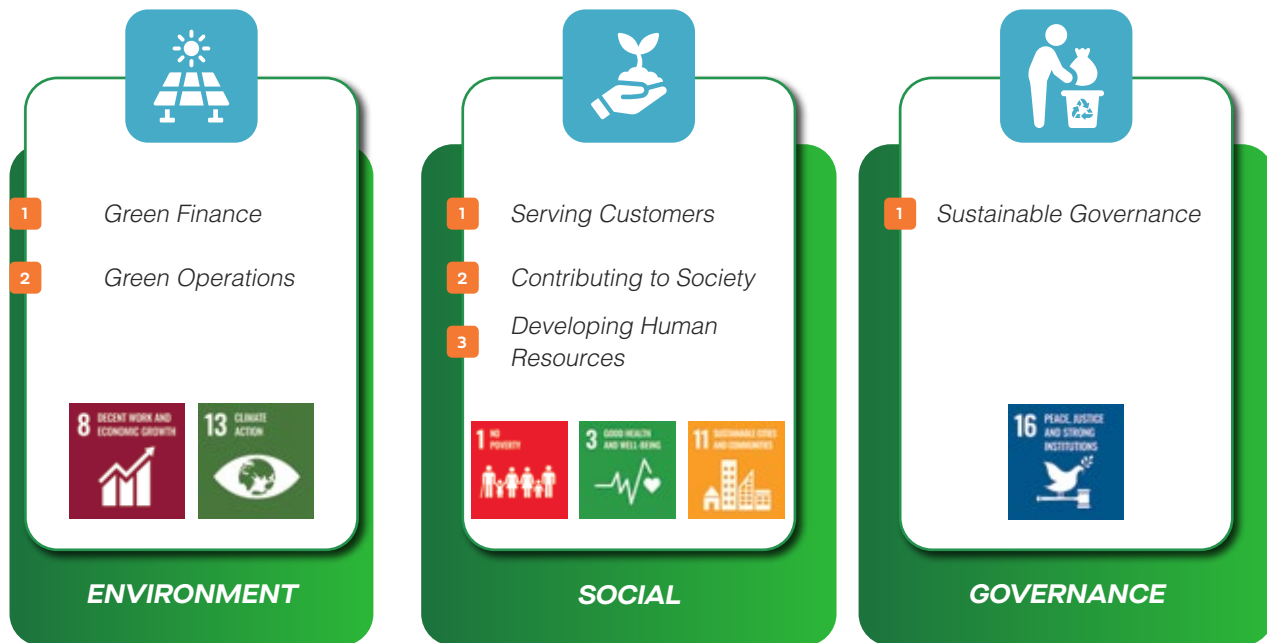 1 Green Finance
2 Green Operations
8 DECENT WORK AND
ECONOMIC GROWTH
13 CLIMATE
ACTION
ENVIRONMENT
1 Serving Customers
2 Contributing to Society
3 Developing Human
Resources
1 NO
POVERTY
3 GOOD HEALTH
AND WELL-BEING
11 SUSTAINABLE CITIES
AND COMMUNITIES
SOCIAL
1 Sustainable Governance
16 PEACE, JUSTICE
AND STRONG
INSTITUTIONS
GOVERNANCE